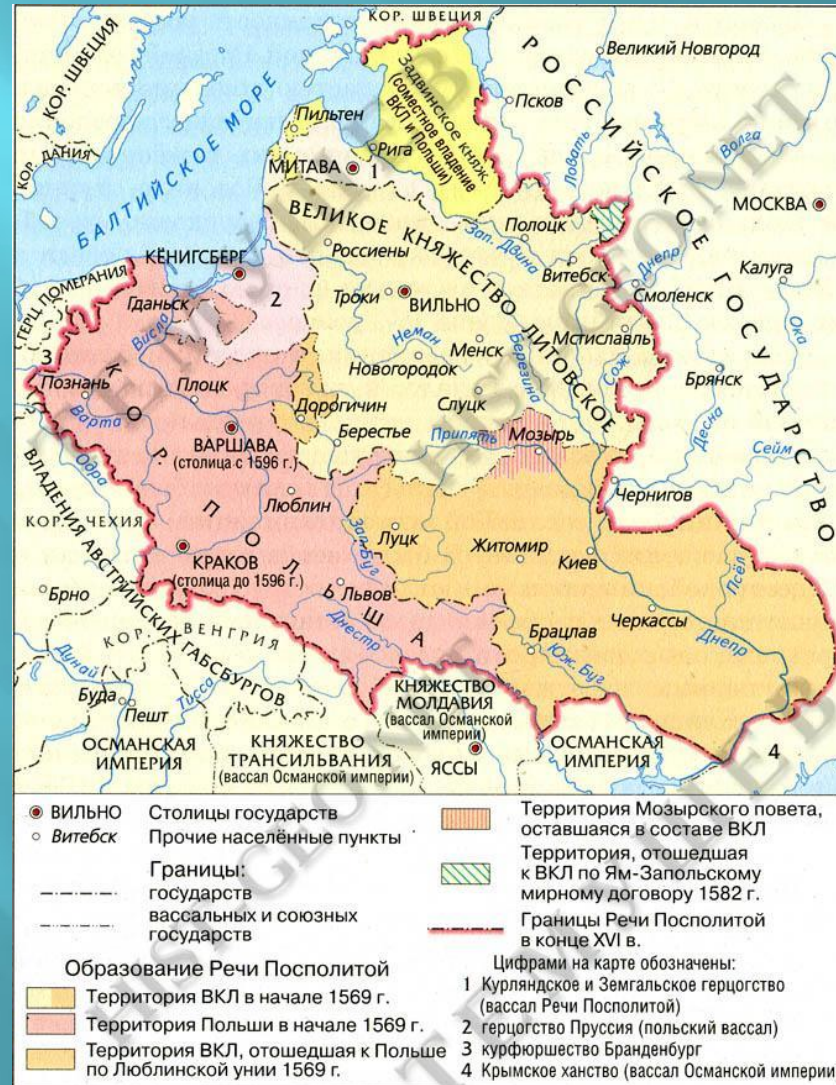 КОР. ШВЕЦИЯ
КОР. ШВЕЦИЯ
РОССИЙСКОЕ ГОСУДАРСТВО
Великий Новгород
Псков
Ловать
Волга
Задвинское княж.
(совместное владение
ВКЛ и Польши)
Пильтен
Рига
МИТАВА
1
КОР. ДАНИЯ
БАЛТИЙСКОЕ МОРЕ
МОСКВА
ВЕЛИКОЕ КНЯЖЕСТВО ЛИТОВСКОЕ
Полоцк
Зап. Двина
Витебск
Днепр
Калуга
Смоленск
Ока
КЁНИГСБЕРГ
Россиены
Троки
ВИЛЬНО
ГЕРЦ. ПОМЕРАНИЯ
Гданьск
2
Висла
Неман
Менск
Березина
Мстиславль
Сож
Новогородок
Брянск
3
Познань
Плоцк
Слуцк
Десна
Варта
Дорогичин
Сейм
ВАРШАВА
(столица с 1596 г.)
Берестье
Припять
Мозырь
Одра
Чернигов
КОР. ПОЛЬША
Люблин
ВЛАДЕНИЯ АВСТРИЙСКИХ ГАБСБУРГОВ
КОР. ЧЕХИЯ
Луцк
Житомир
Киев
Псёл
КРАКОВ
(столица до 1596 г.)
Зап. Буг
Львов
Брно
Черкассы
Днестр
Брацлав
Днепр
КОР. ВЕНГРИЯ
Юж. Буг
Дунай
Тисса
Буда
Пешт
КНЯЖЕСТВО
МОЛДАВИЯ
(вассал Османской
империи)
ОСМАНСКАЯ
ИМПЕРИЯ
КНЯЖЕСТВО
ТРАНСИЛЬВАНИЯ
(вассал Османской империи)
ЯССЫ
ОСМАНСКАЯ
ИМПЕРИЯ
4
ТЕМУШЕВ
HIST-GEO.NET
ВИЛЬНО Столицы государств
Витебск Прочие населённые пункты
Границы:
государств
вассальных и союзных
государств
Образование Речи Посполитой
Территория ВКЛ в начале 1569 г.
Территория Польши в начале 1569 г.
Территория ВКЛ, отошедшая к Польше
по Люблинской унии 1569 г.
Территория Мозырского повета,
оставшаяся в составе ВКЛ
Территория, отошедшая
к ВКЛ по Ям-Запольскому
мирному договору 1582 г.
Границы Речи Посполитой
в конце XVI в.
Цифрами на карте обозначены:
1 Курляндское и Земгальское герцогство
(вассал Речи Посполитой)
2 герцогство Пруссия (польский вассал)
3 курфюршество Бранденбург
4 Крымское ханство (вассал Османской империи